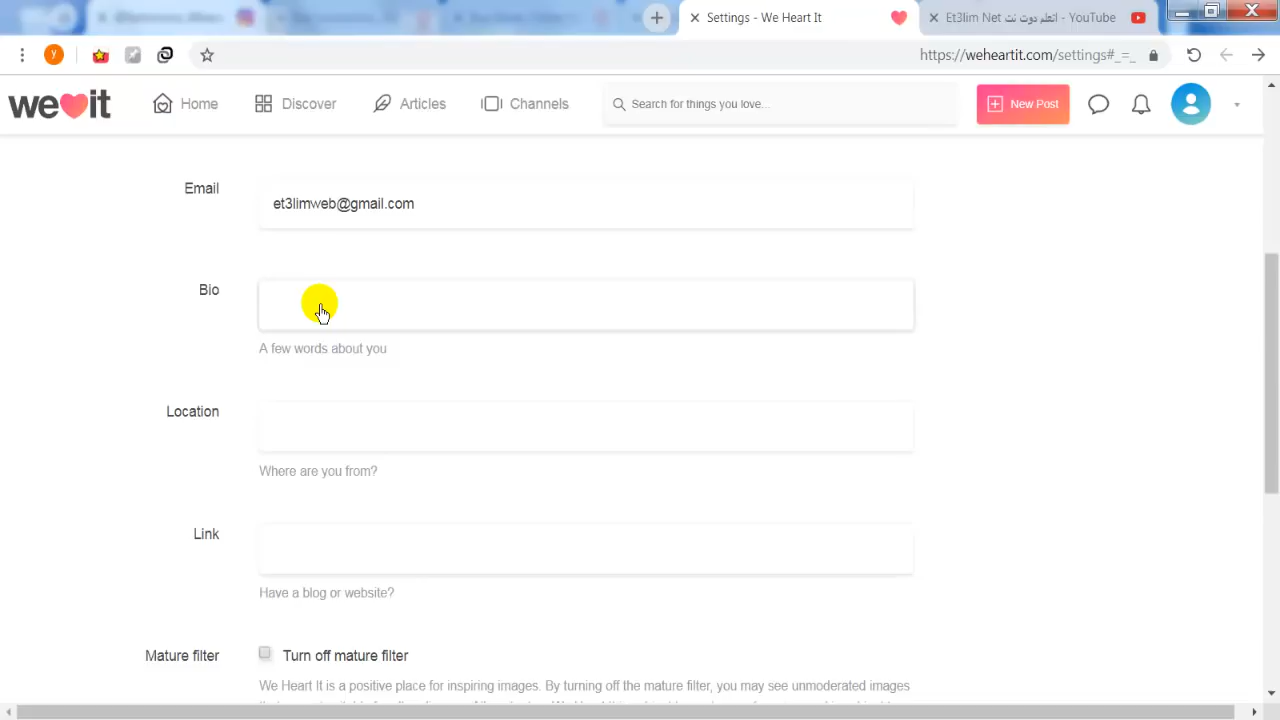 Settings - We Heart It
Et3lim Net اتعلم دوت نت - YouTube
y
https://weheartit.com/settings#_=_
we it
Home
Discover
Articles
Channels
Search for things you love...
New Post
Email
et3limweb@gmail.com
Bio
A few words about you
Location
Where are you from?
Link
Have a blog or website?
Mature filter
Turn off mature filter
We Heart It is a positive place for inspiring images. By turning off the mature filter, you may see unmoderated images